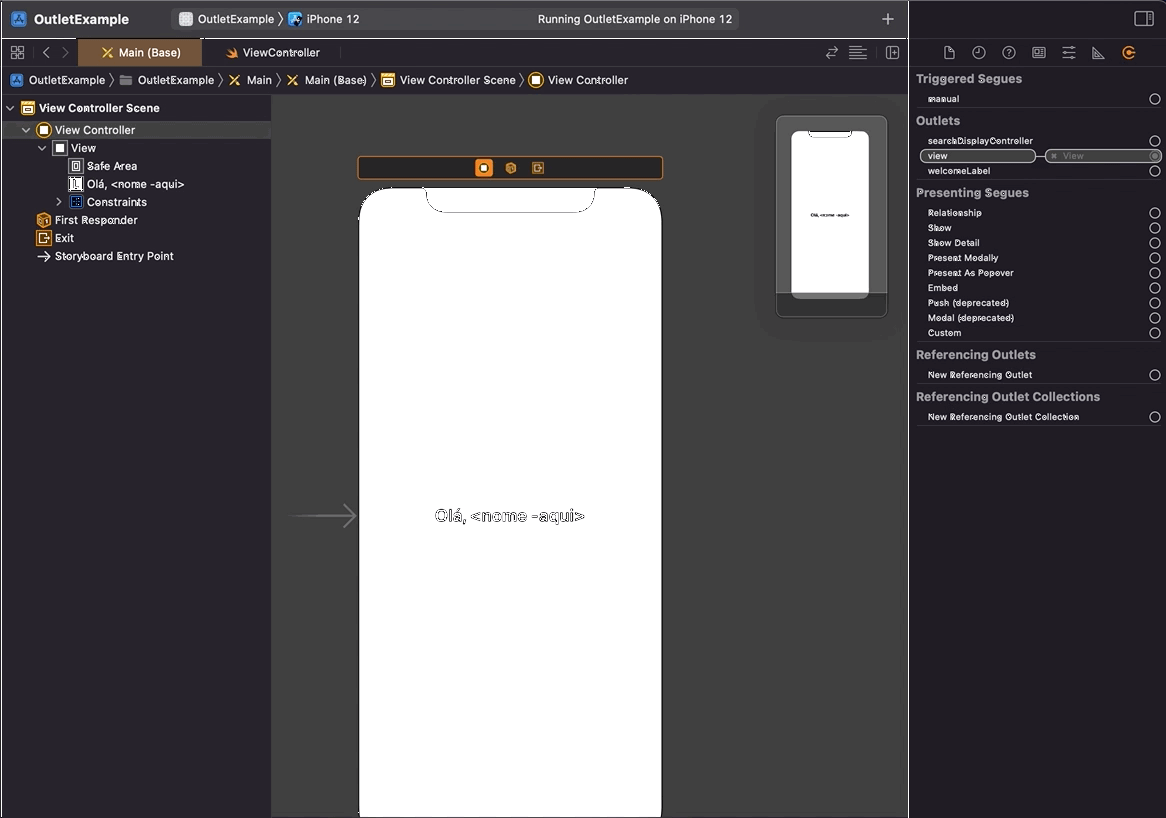 OutletExample
OutletExample
iPhone 12
Running OutletExample on iPhone 12
Main (Base)
ViewController
OutletExample
OutletExample
Main
Main (Base)
View Controller Scene
View Controller
View Controller Scene
View Controller
View
Safe Area
L
Olá, <nome -aqui>
Constraints
First Responder
Exit
Storyboard Entry Point
Olá, <nome -aqui>
Olá, <nome -aqui>
Triggered Segues
manual
Outlets
searchDisplayController
view
View
welcomeLabel
Presenting Segues
Relationship
Show
Show Detail
Present Modally
Present As Popover
Embed
Push (deprecated)
Modal (deprecated)
Custom
Referencing Outlets
New Referencing Outlet
Referencing Outlet Collections
New Referencing Outlet Collection